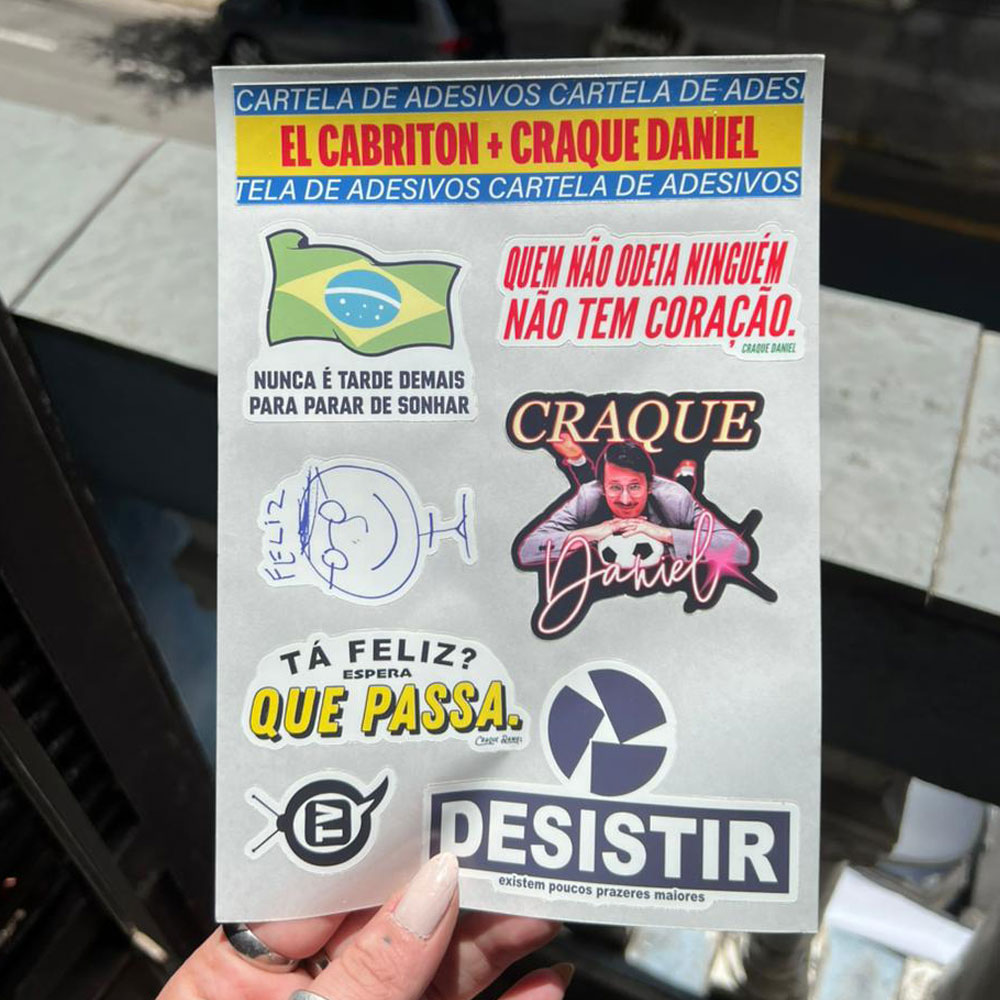 CARTELA DE ADESIVOS CARTELA DE ADESI
EL CABRITON + CRAQUE DANIEL
TELA DE ADESIVOS CARTELA DE ADESIVOS
NUNCA É TARDE DEMAIS
PARA PARAR DE SONHAR
QUEM NÃO ODEIA NINGUÉM
NÃO TEM CORAÇÃO.
CRAQUE DANIEL
FELIZ
CRAQUE
Daniel
TÁ FELIZ?
ESPERA
QUE PASSA.
CRAQUE DANIEL
TV
DESISTIR
existem poucos prazeres maiores